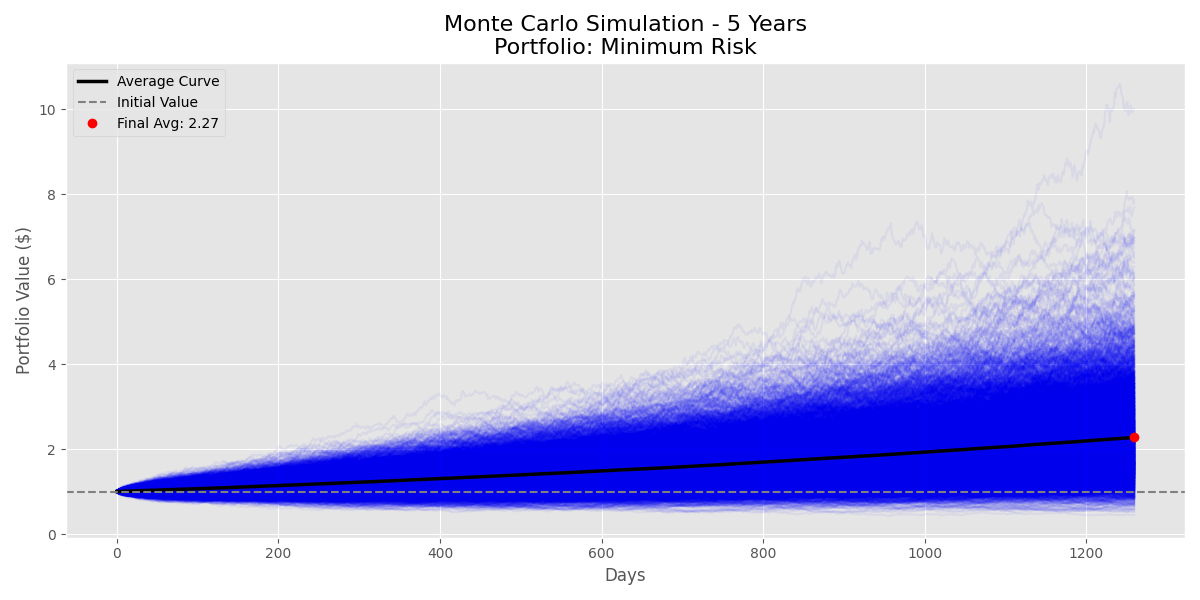 Monte Carlo Simulation - 5 Years
Portfolio: Minimum Risk
Average Curve
Initial Value
Final Avg: 2.27
Portfolio Value ($)
10
8
6
4
2
0
0
200
400
600
800
1000
1200
Days